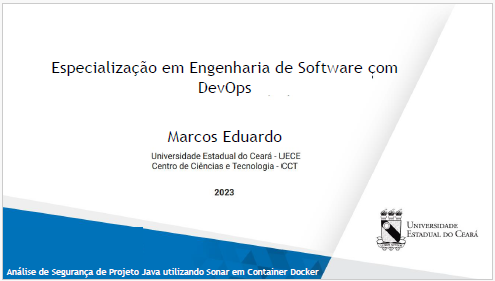 Especialização em Engenharia de Software com
DevOps
Marcos Eduardo
Universidade Estadual do Ceará - UECE
Centro de Ciências e Tecnologia - CCT
2023
UNIVERSIDADE
ESTADUAL DO CEARÁ
Análise de Segurança de Projeto Java utilizando Sonar em Container Docker